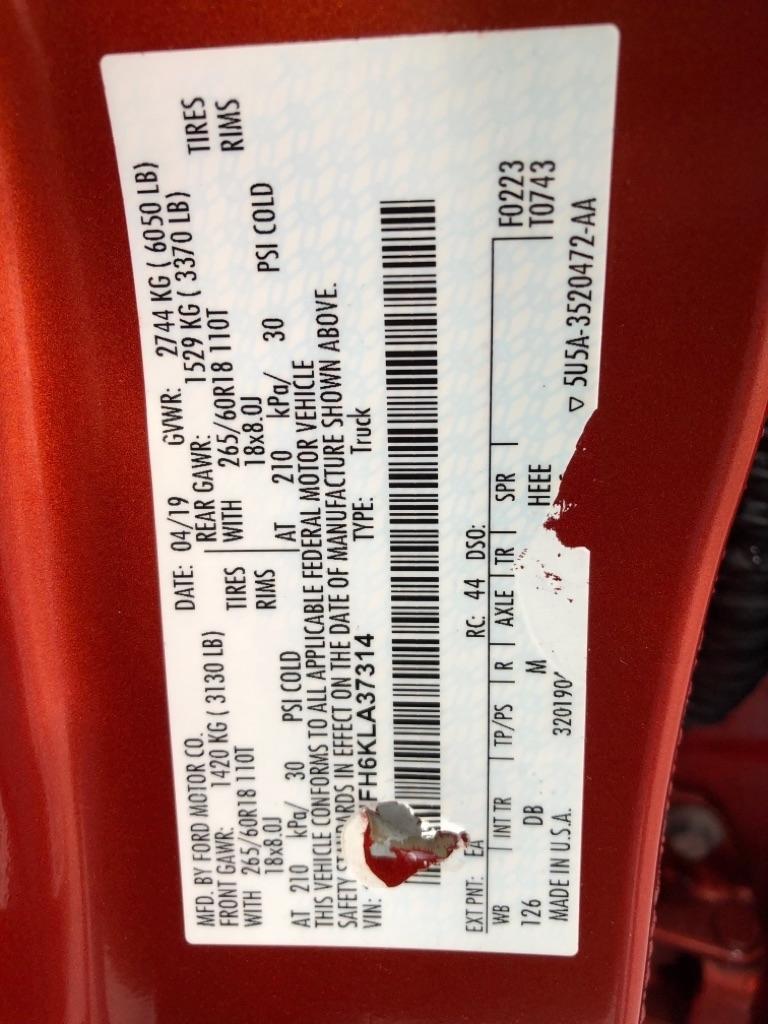 MFD. BY FORD MOTOR CO.
DATE: 04/19 GVWR: 2744 KG ( 6050 LB)
FRONT GAWR: 1420 KG ( 3130 LB) REAR GAWR: 1529 KG ( 3370 LB)
WITH 265/60R18 110T TIRES WITH 265/60R18 110T TIRES
18x8.0J RIMS 18x8.0J RIMS
AT 210 kPa/ 30 PSI COLD AT 210 kPa/ 30 PSI COLD
THIS VEHICLE CONFORMS TO ALL APPLICABLE FEDERAL MOTOR VEHICLE
SAFETY STANDARDS IN EFFECT ON THE DATE OF MANUFACTURE SHOWN ABOVE.
VIN: FH6KLA37314 TYPE: Truck
EXT PNT: EA RC: 44 DSO:
WB INT TR TP/PS R AXLE TR SPR F0223
126 DB M HEEE T0743
MADE IN U.S.A. 320190 ▽ 5U5A-3520472-AA